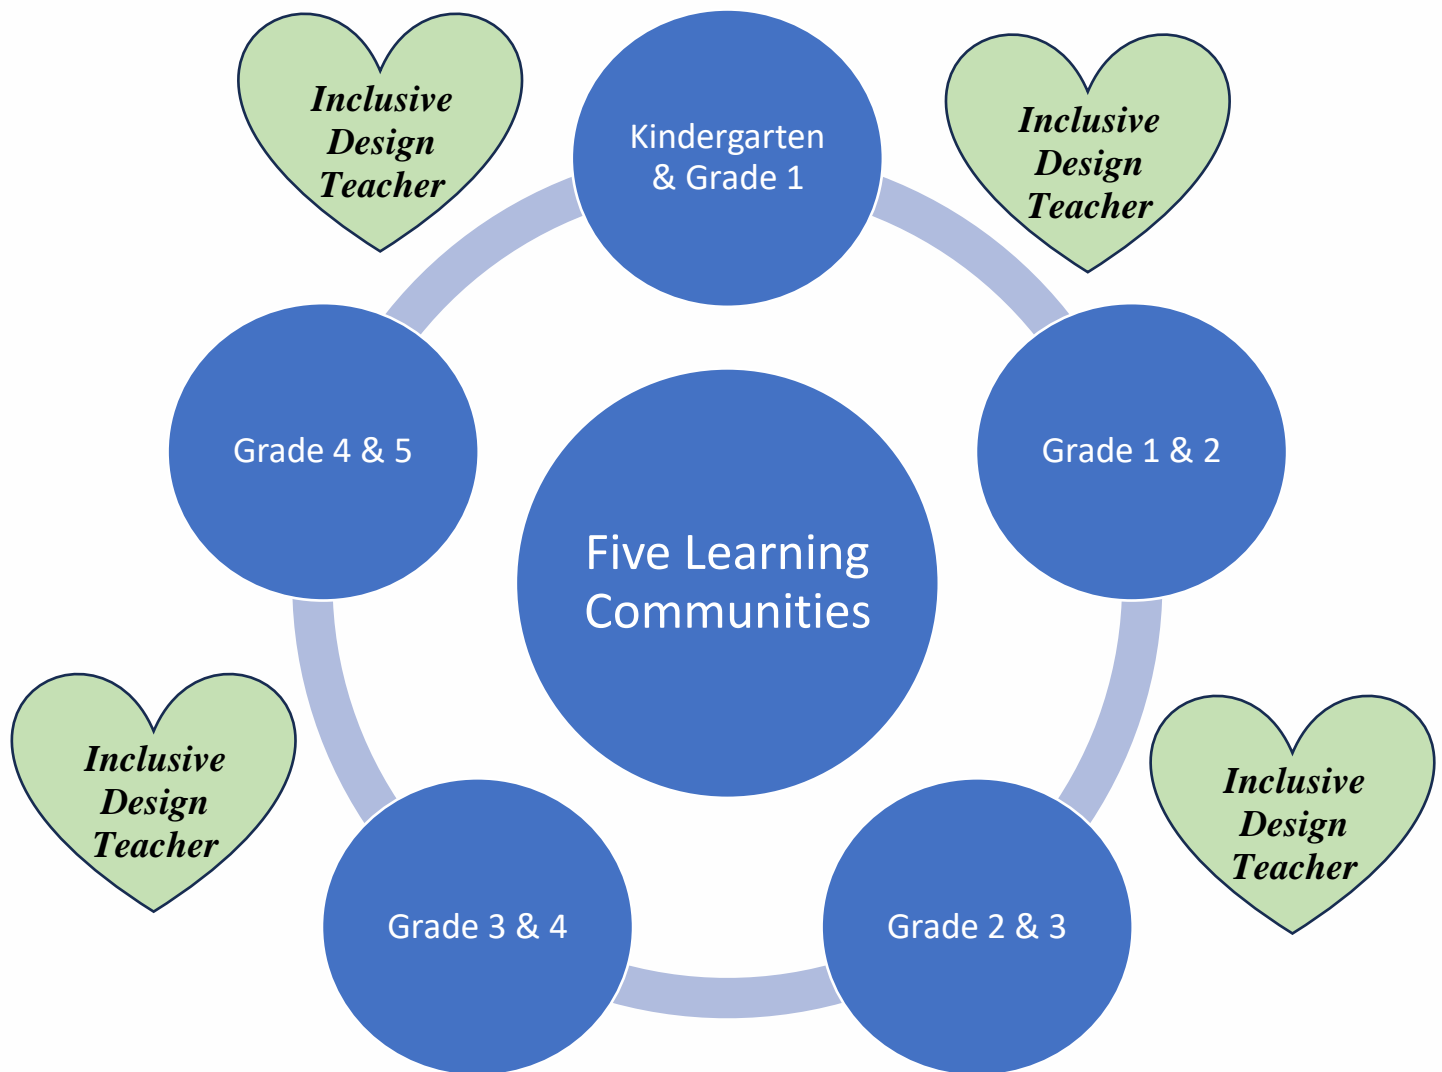 Inclusive
Design
Teacher
Kindergarten
& Grade 1
Inclusive
Design
Teacher
Grade 4 & 5
Grade 1 & 2
Five Learning
Communities
Inclusive
Design
Teacher
Inclusive
Design
Teacher
Grade 3 & 4
Grade 2 & 3